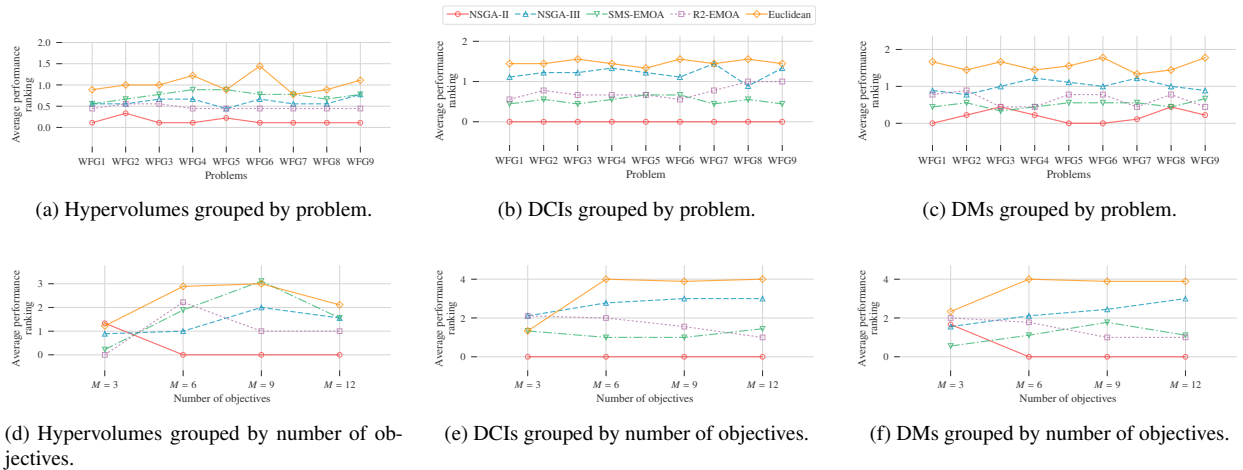 NSGA-II NSGA-III SMS-EMOA R2-EMOA Euclidean
Average performance
ranking
2.0
1.5
1.0
0.5
0.0
WFG1 WFG2 WFG3 WFG4 WFG5 WFG6 WFG7 WFG8 WFG9
Problems
(a) Hypervolumes grouped by problem.
Average performance
ranking
2
1
0
WFG1 WFG2 WFG3 WFG4 WFG5 WFG6 WFG7 WFG8 WFG9
Problem
(b) DCIs grouped by problem.
Average performance
ranking
2
1
0
WFG1 WFG2 WFG3 WFG4 WFG5 WFG6 WFG7 WFG8 WFG9
Problem
(c) DMs grouped by problem.
Average performance
ranking
3
2
1
0
M = 3 M = 6 M = 9 M = 12
Number of objectives
(d) Hypervolumes grouped by number of ob-
jectives.
Average performance
ranking
4
2
0
M = 3 M = 6 M = 9 M = 12
Number of objectives
(e) DCIs grouped by number of objectives.
Average performance
ranking
4
2
0
M = 3 M = 6 M = 9 M = 12
Number of objectives
(f) DMs grouped by number of objectives.